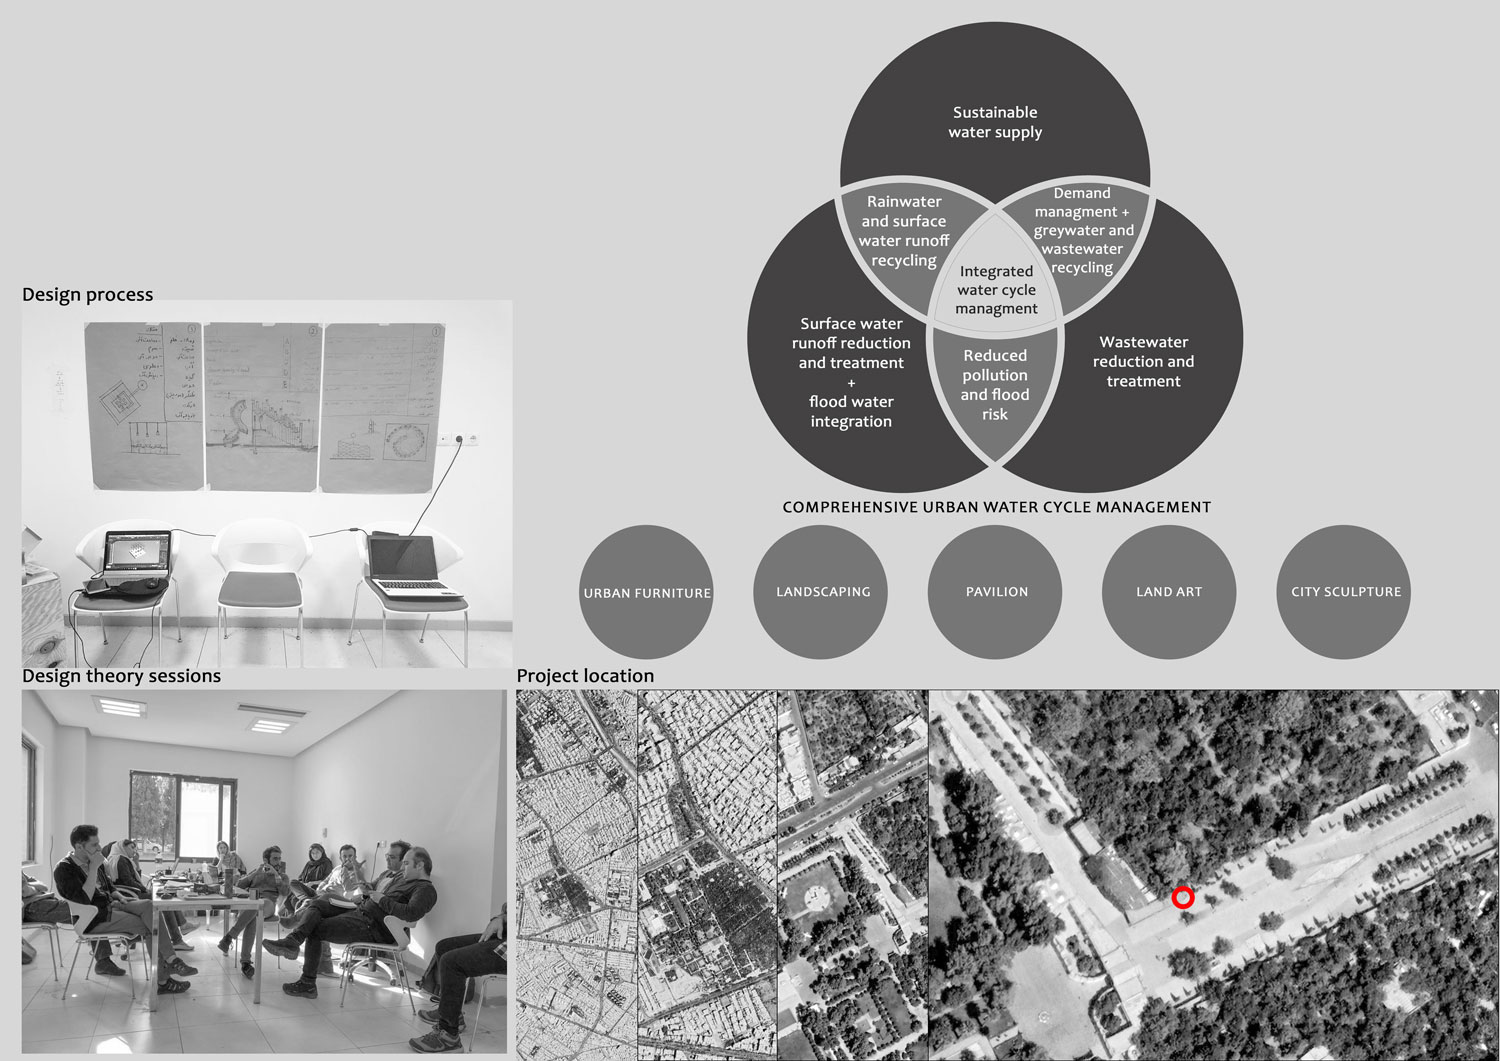 Sustainable
water supply
Rainwater
and surface
water runoff
recycling
Demand
managment +
greywater and
wastewater
recycling
Integrated
water cycle
managment
Surface water
runoff reduction
and treatment
+
flood water
integration
Wastewater
reduction and
treatment
Reduced
pollution
and flood
risk
COMPREHENSIVE URBAN WATER CYCLE MANAGEMENT
URBAN FURNITURE
LANDSCAPING
PAVILION
LAND ART
CITY SCULPTURE
Design process
Design theory sessions
Project location